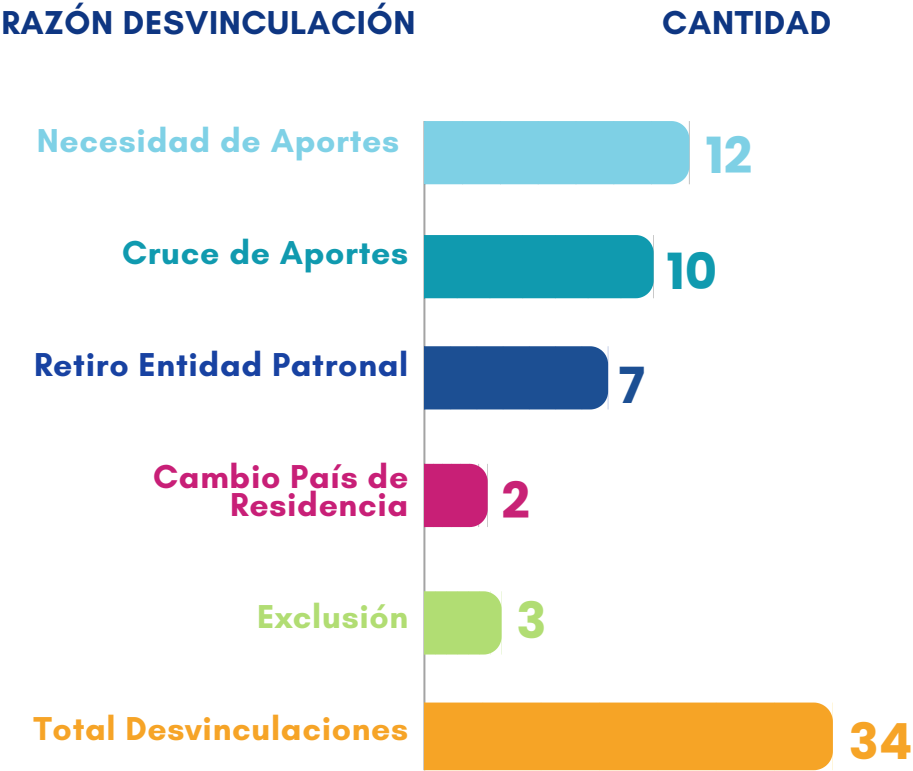 RAZÓN DESVINCULACIÓN CANTIDAD
Necesidad de Aportes 12
Cruce de Aportes 10
Retiro Entidad Patronal 7
Cambio País de
Residencia 2
Exclusión 3
Total Desvinculaciones 34